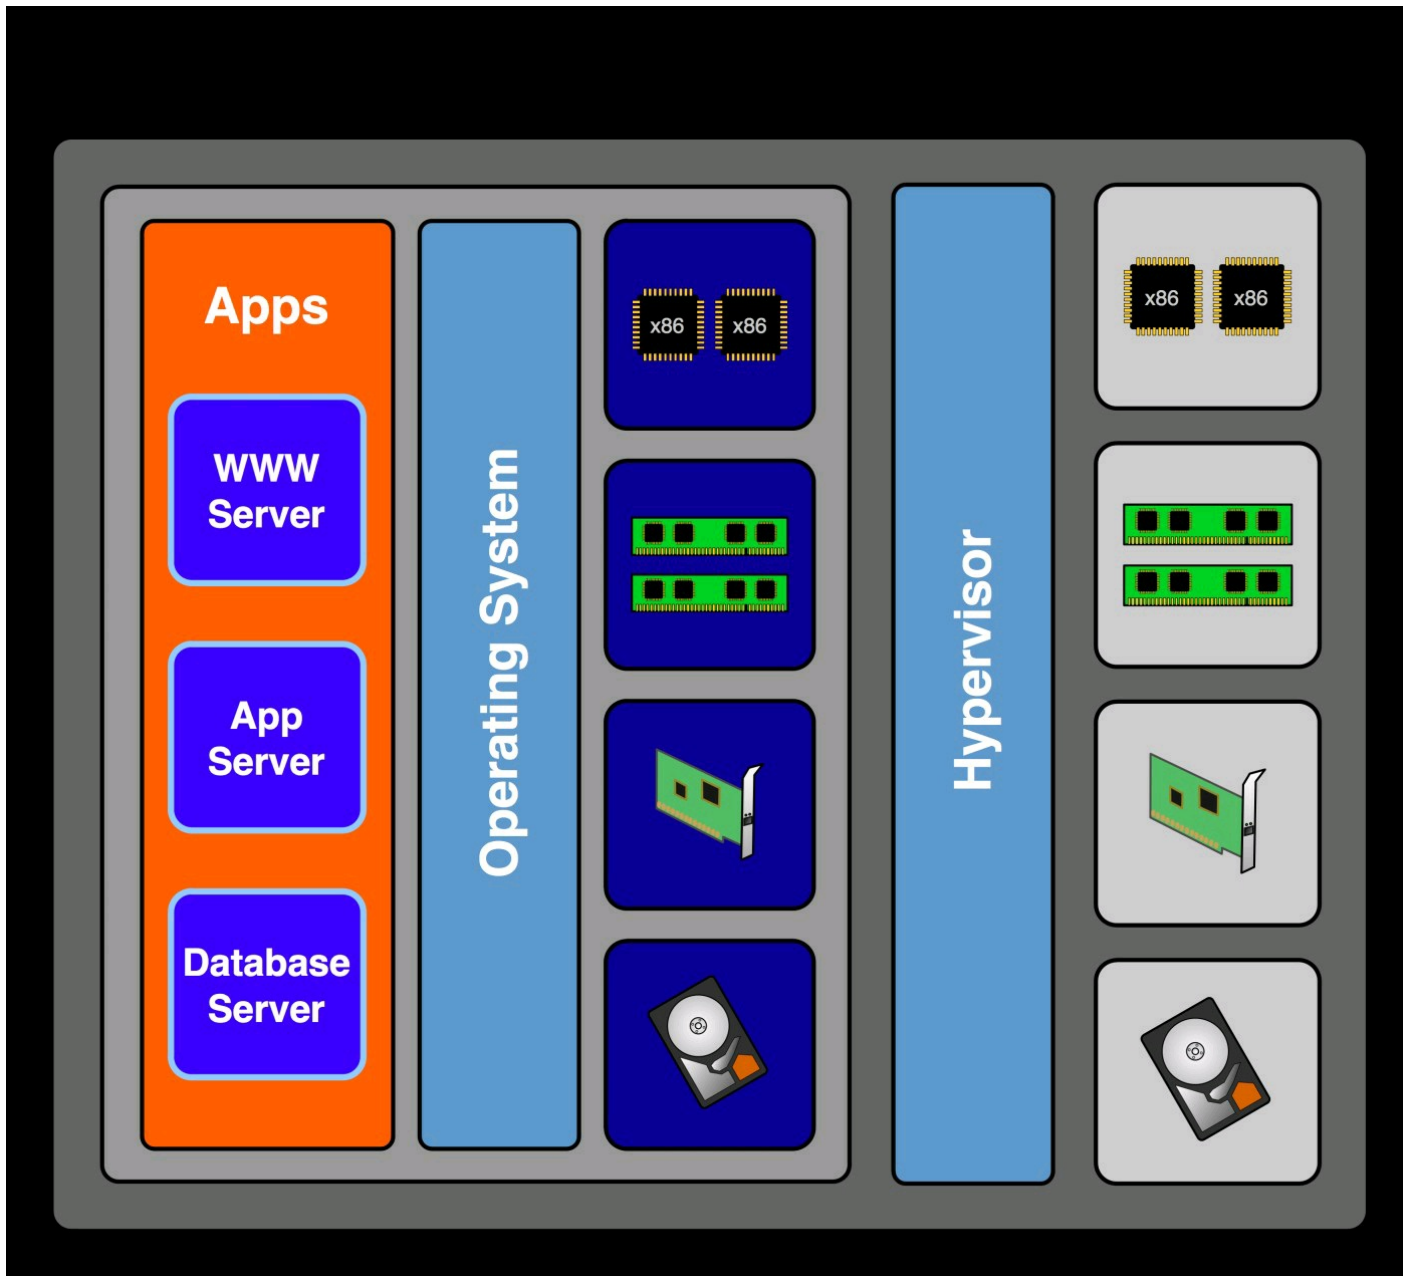 Apps
WWW
Server
App
Server
Database
Server
Operating System
x86 x86
Hypervisor
x86 x86